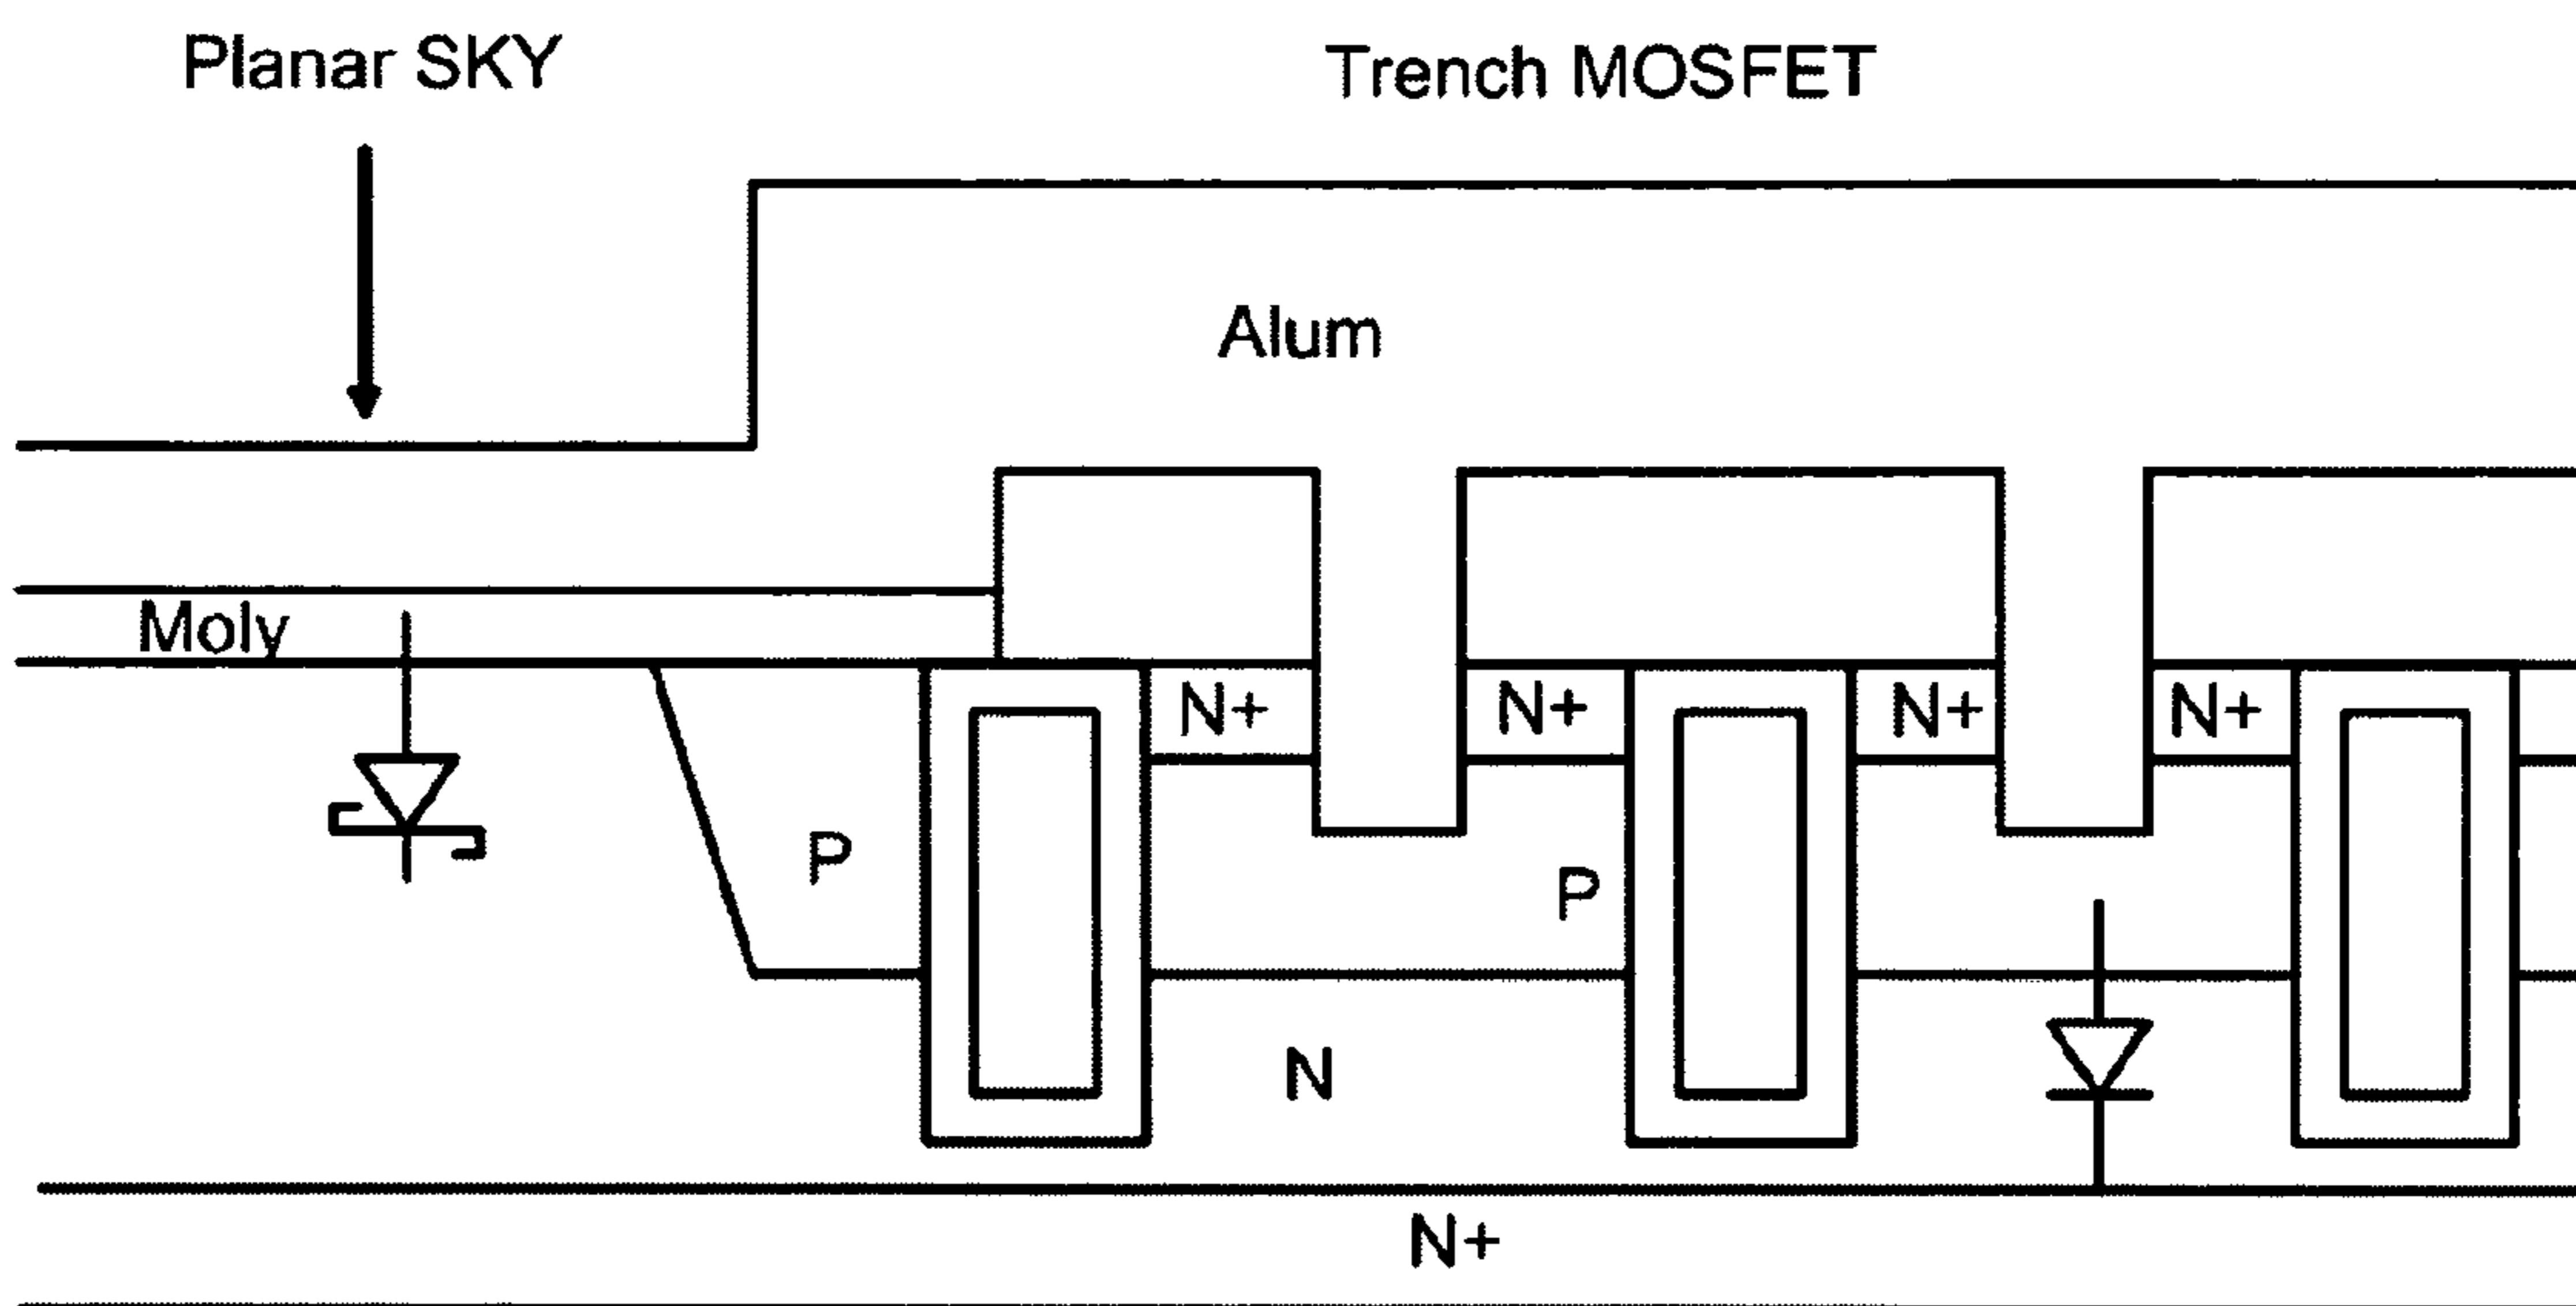 Planar SKY
Trench MOSFET
Alum
Moly
N+
N+
N+
N+
P
P
N
N+